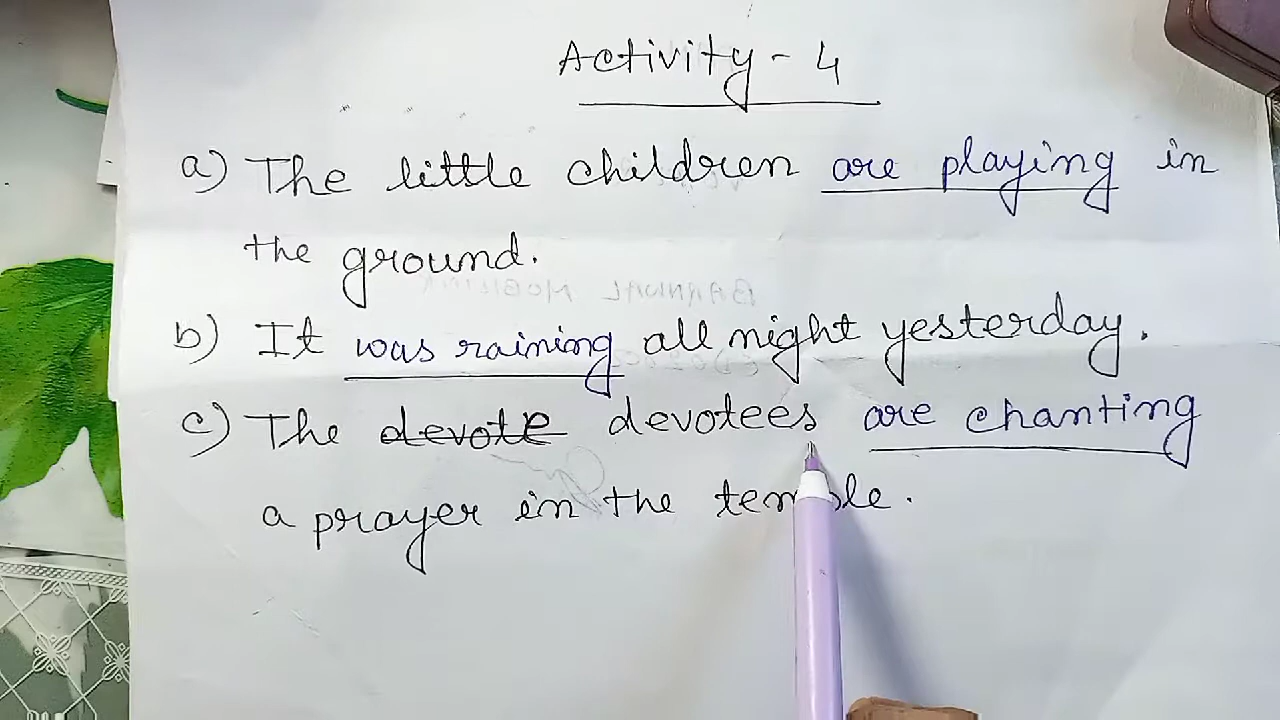 Activity - 4
a) The little children are playing in
the ground.
b) It was raining all night yesterday.
c) The devote devotees are chanting
a prayer in the temple.